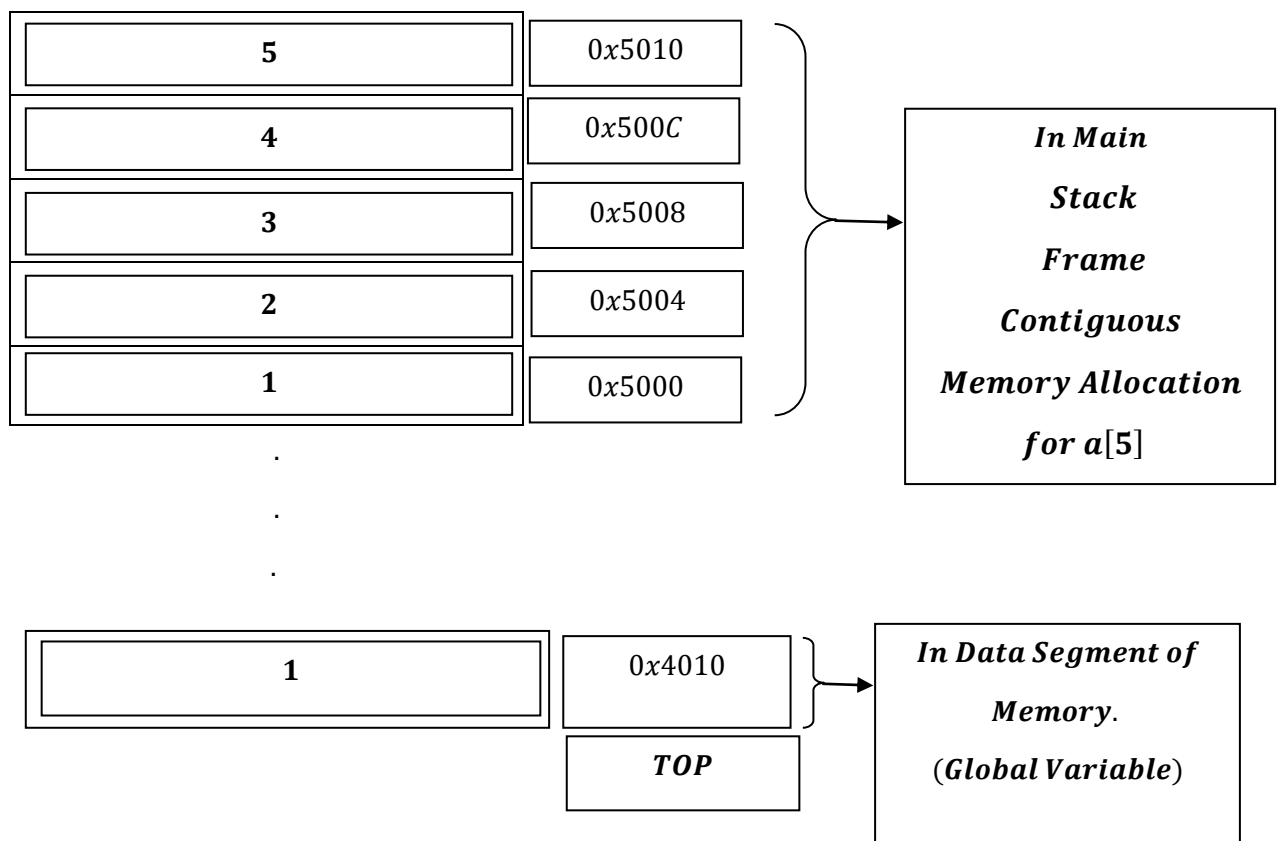 5 0x5010
4 0x500C
3 0x5008
2 0x5004
1 0x5000
In Main
Stack
Frame
Contiguous
Memory Allocation
for a[5]
.
.
.
1 0x4010
TOP
In Data Segment of
Memory.
(Global Variable)